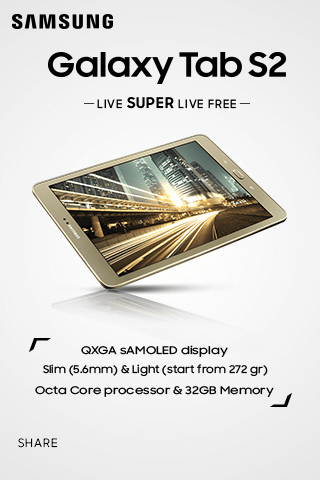 SAMSUNG
Galaxy Tab S2
— LIVE SUPER LIVE FREE —
QXGA sAMOLED display
Slim (5.6mm) & Light (start from 272 gr)
Octa Core processor & 32GB Memory
SHARE